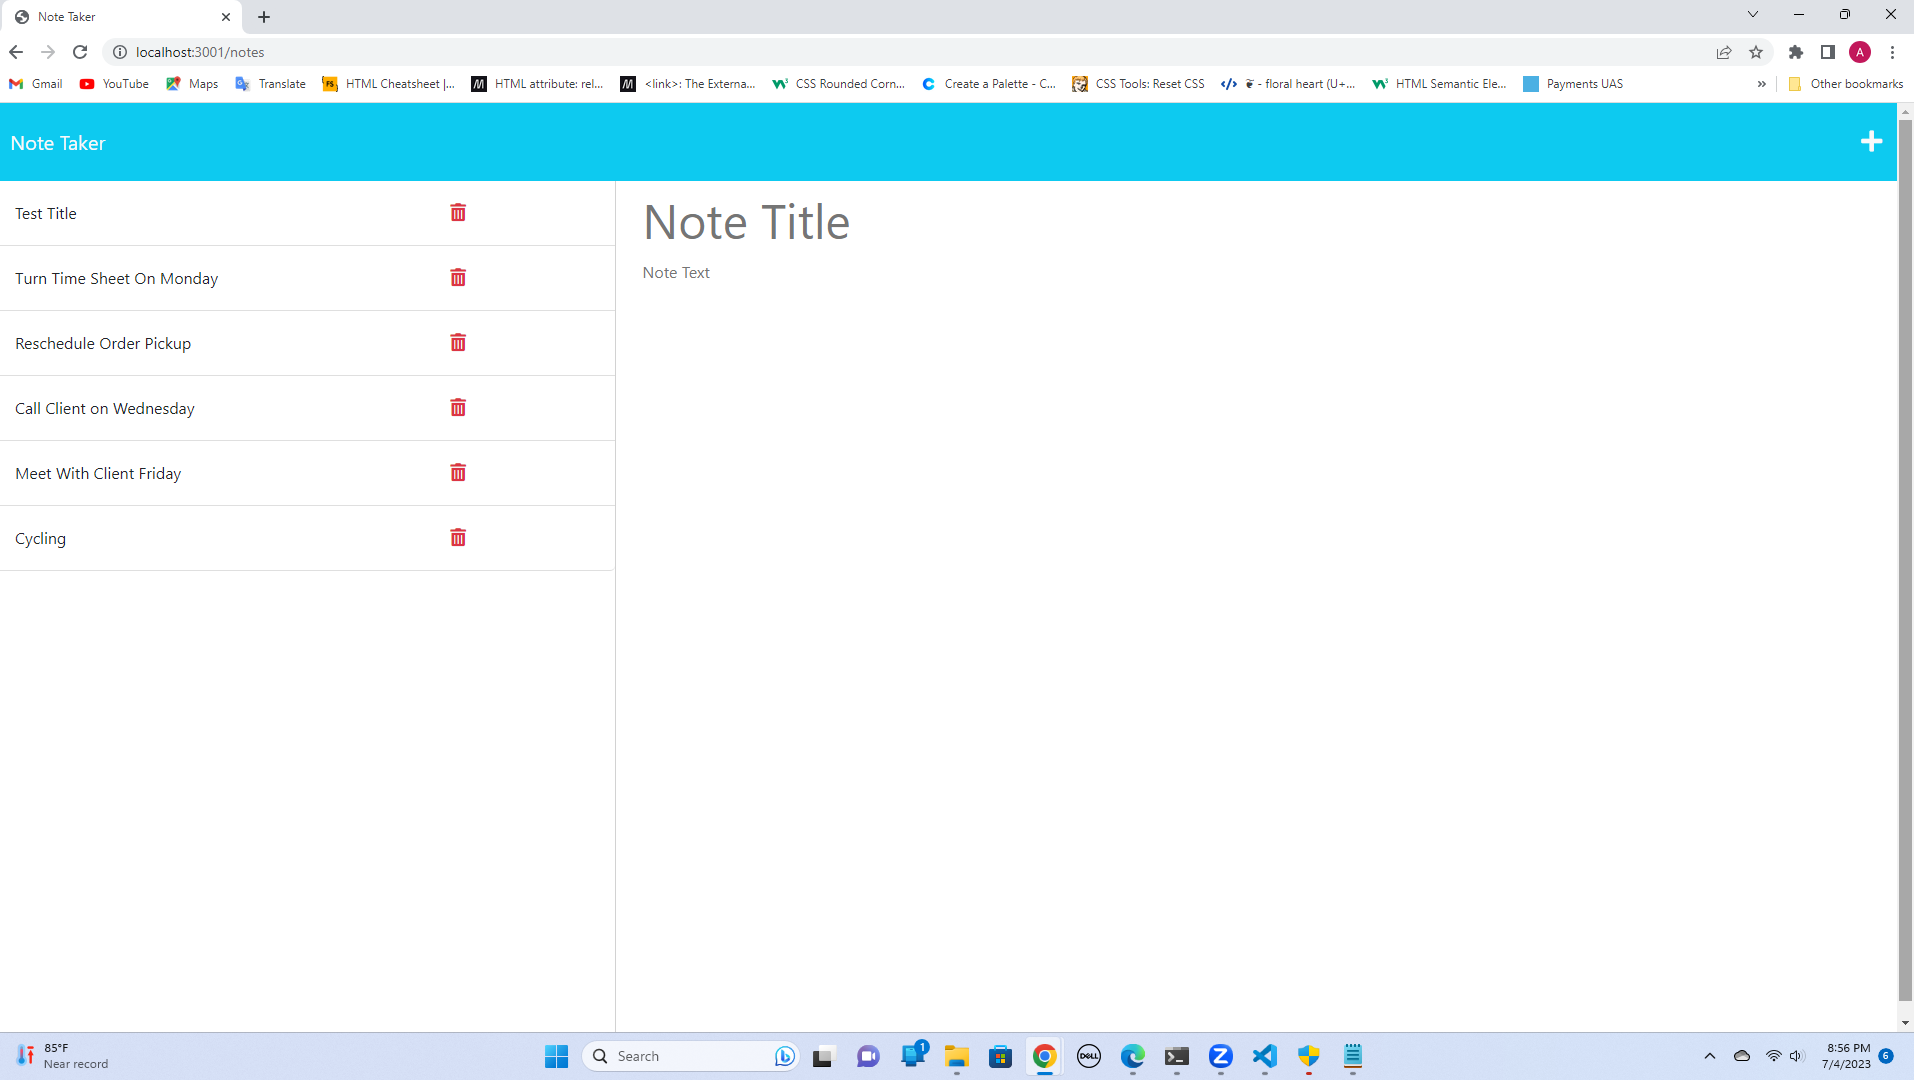 Note Taker
localhost:3001/notes
A
Gmail YouTube Maps Translate HTML Cheatsheet |... HTML attribute: rel... <link>: The Externa... CSS Rounded Corn... Create a Palette - C... CSS Tools: Reset CSS ❦ - floral heart (U+... HTML Semantic Ele... Payments UAS » Other bookmarks
Note Taker
Test Title
Turn Time Sheet On Monday
Reschedule Order Pickup
Call Client on Wednesday
Meet With Client Friday
Cycling
Note Title
Note Text
85°F
Near record
Search
1
DELL
Z
8:56 PM
7/4/2023
6